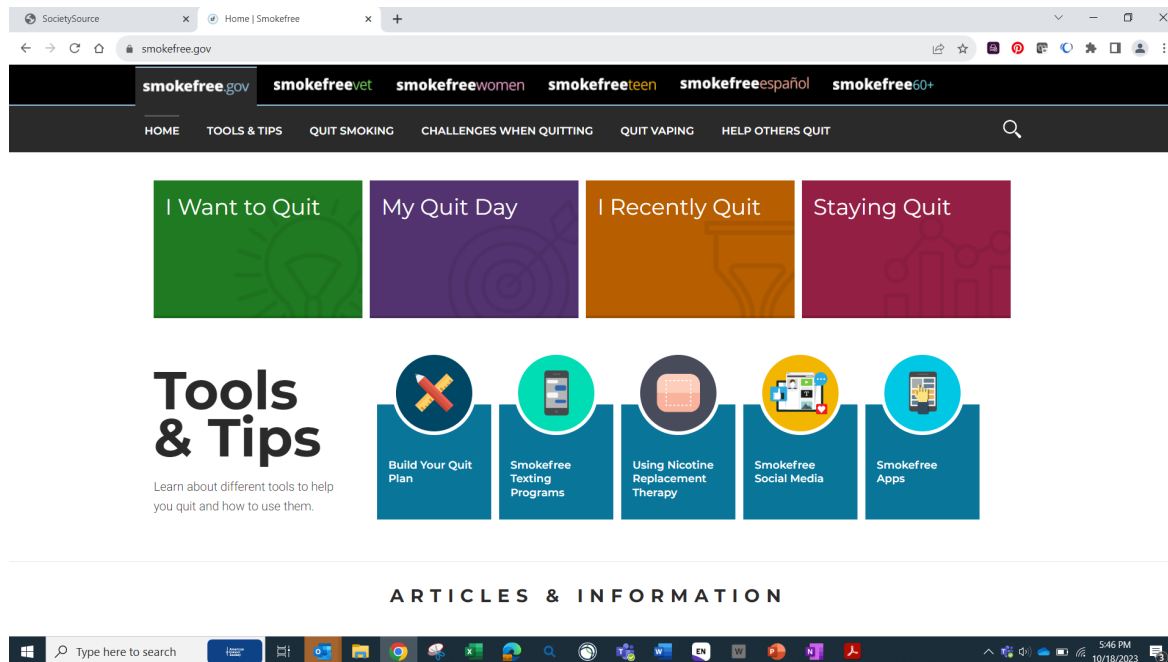 SocietySource
Home | Smokefree
smokefree.gov
smokefree.gov smokefreevet smokefreewomen smokefreeteen smokefreeespañol smokefree60+
HOME TOOLS & TIPS QUIT SMOKING CHALLENGES WHEN QUITTING QUIT VAPING HELP OTHERS QUIT
I Want to Quit
My Quit Day
I Recently Quit
Staying Quit
Tools
& Tips
Learn about different tools to help
you quit and how to use them.
Build Your Quit
Plan
Smokefree
Texting
Programs
Using Nicotine
Replacement
Therapy
Smokefree
Social Media
Smokefree
Apps
ARTICLES & INFORMATION
Type here to search
EN
5:46 PM
10/18/2023